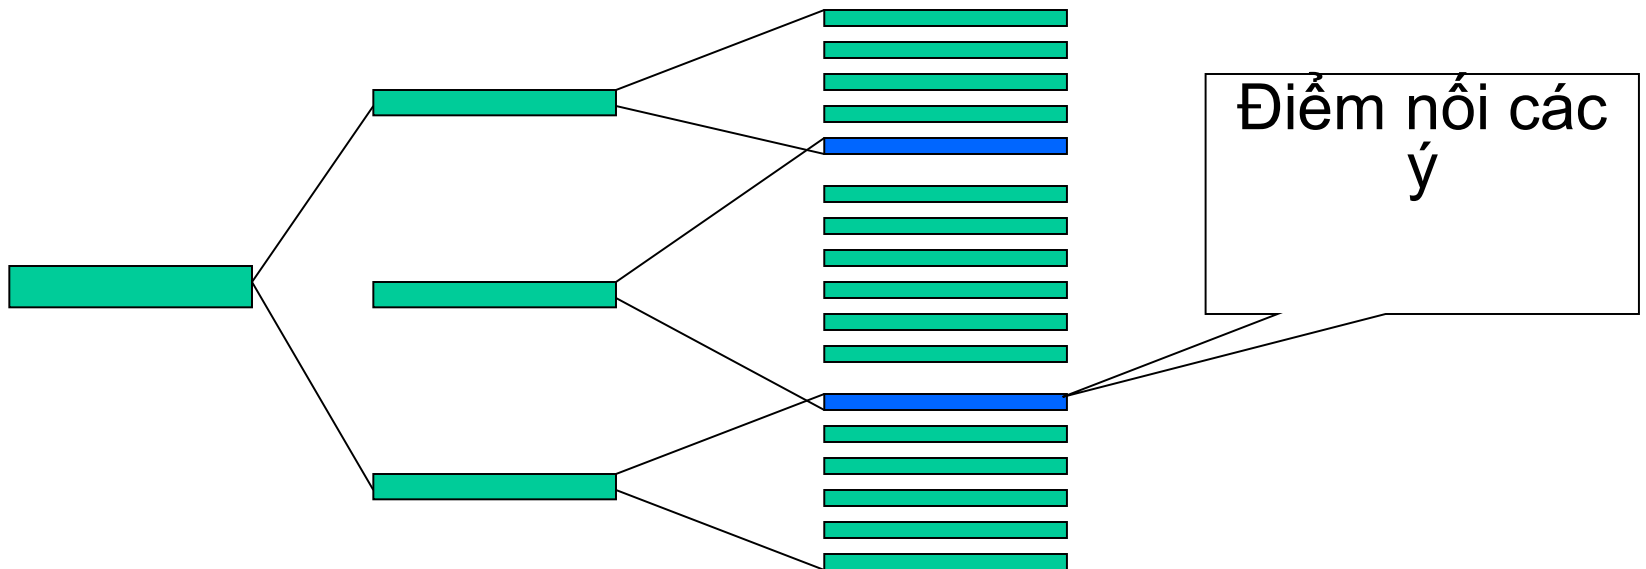 Điểm nối các
ý